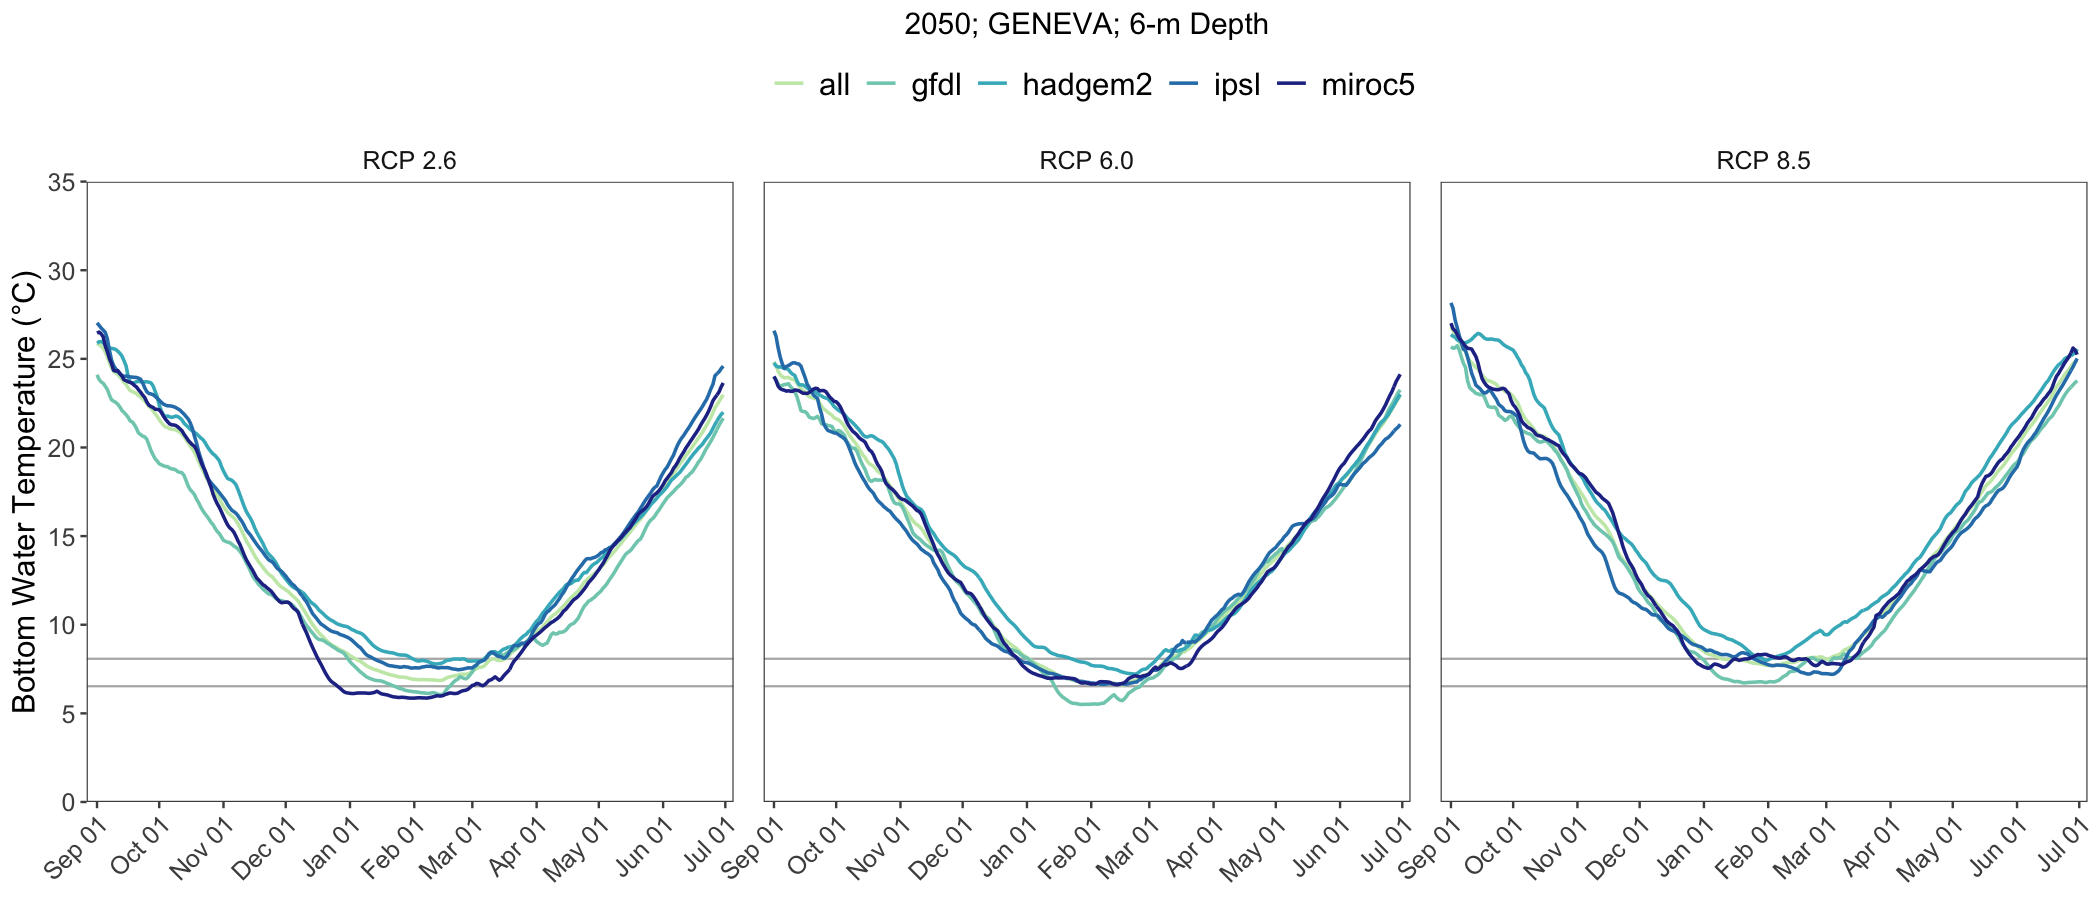 2050; GENEVA; 6-m Depth
all gfdl hadgem2 ipsl miroc5
RCP 2.6 RCP 6.0 RCP 8.5
Bottom Water Temperature (°C)
35
30
25
20
15
10
5
0
Sep 01 Oct 01 Nov 01 Dec 01 Jan 01 Feb 01 Mar 01 Apr 01 May 01 Jun 01 Jul 01 Sep 01 Oct 01 Nov 01 Dec 01 Jan 01 Feb 01 Mar 01 Apr 01 May 01 Jun 01 Jul 01 Sep 01 Oct 01 Nov 01 Dec 01 Jan 01 Feb 01 Mar 01 Apr 01 May 01 Jun 01 Jul 01